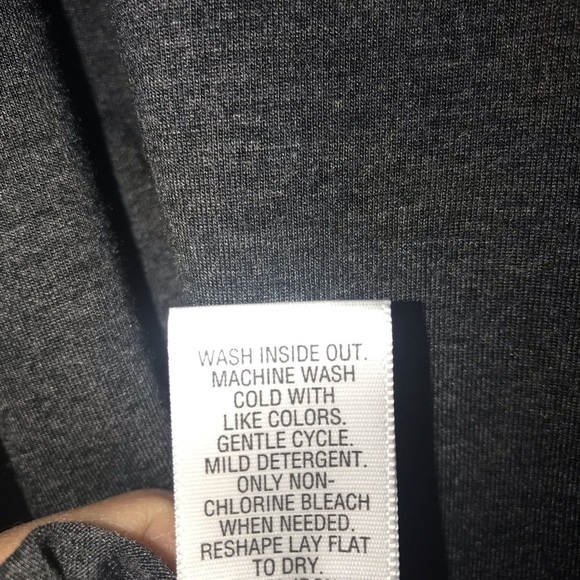 WASH INSIDE OUT.
MACHINE WASH
COLD WITH
LIKE COLORS.
GENTLE CYCLE.
MILD DETERGENT.
ONLY NON-
CHLORINE BLEACH
WHEN NEEDED.
RESHAPE LAY FLAT
TO DRY.